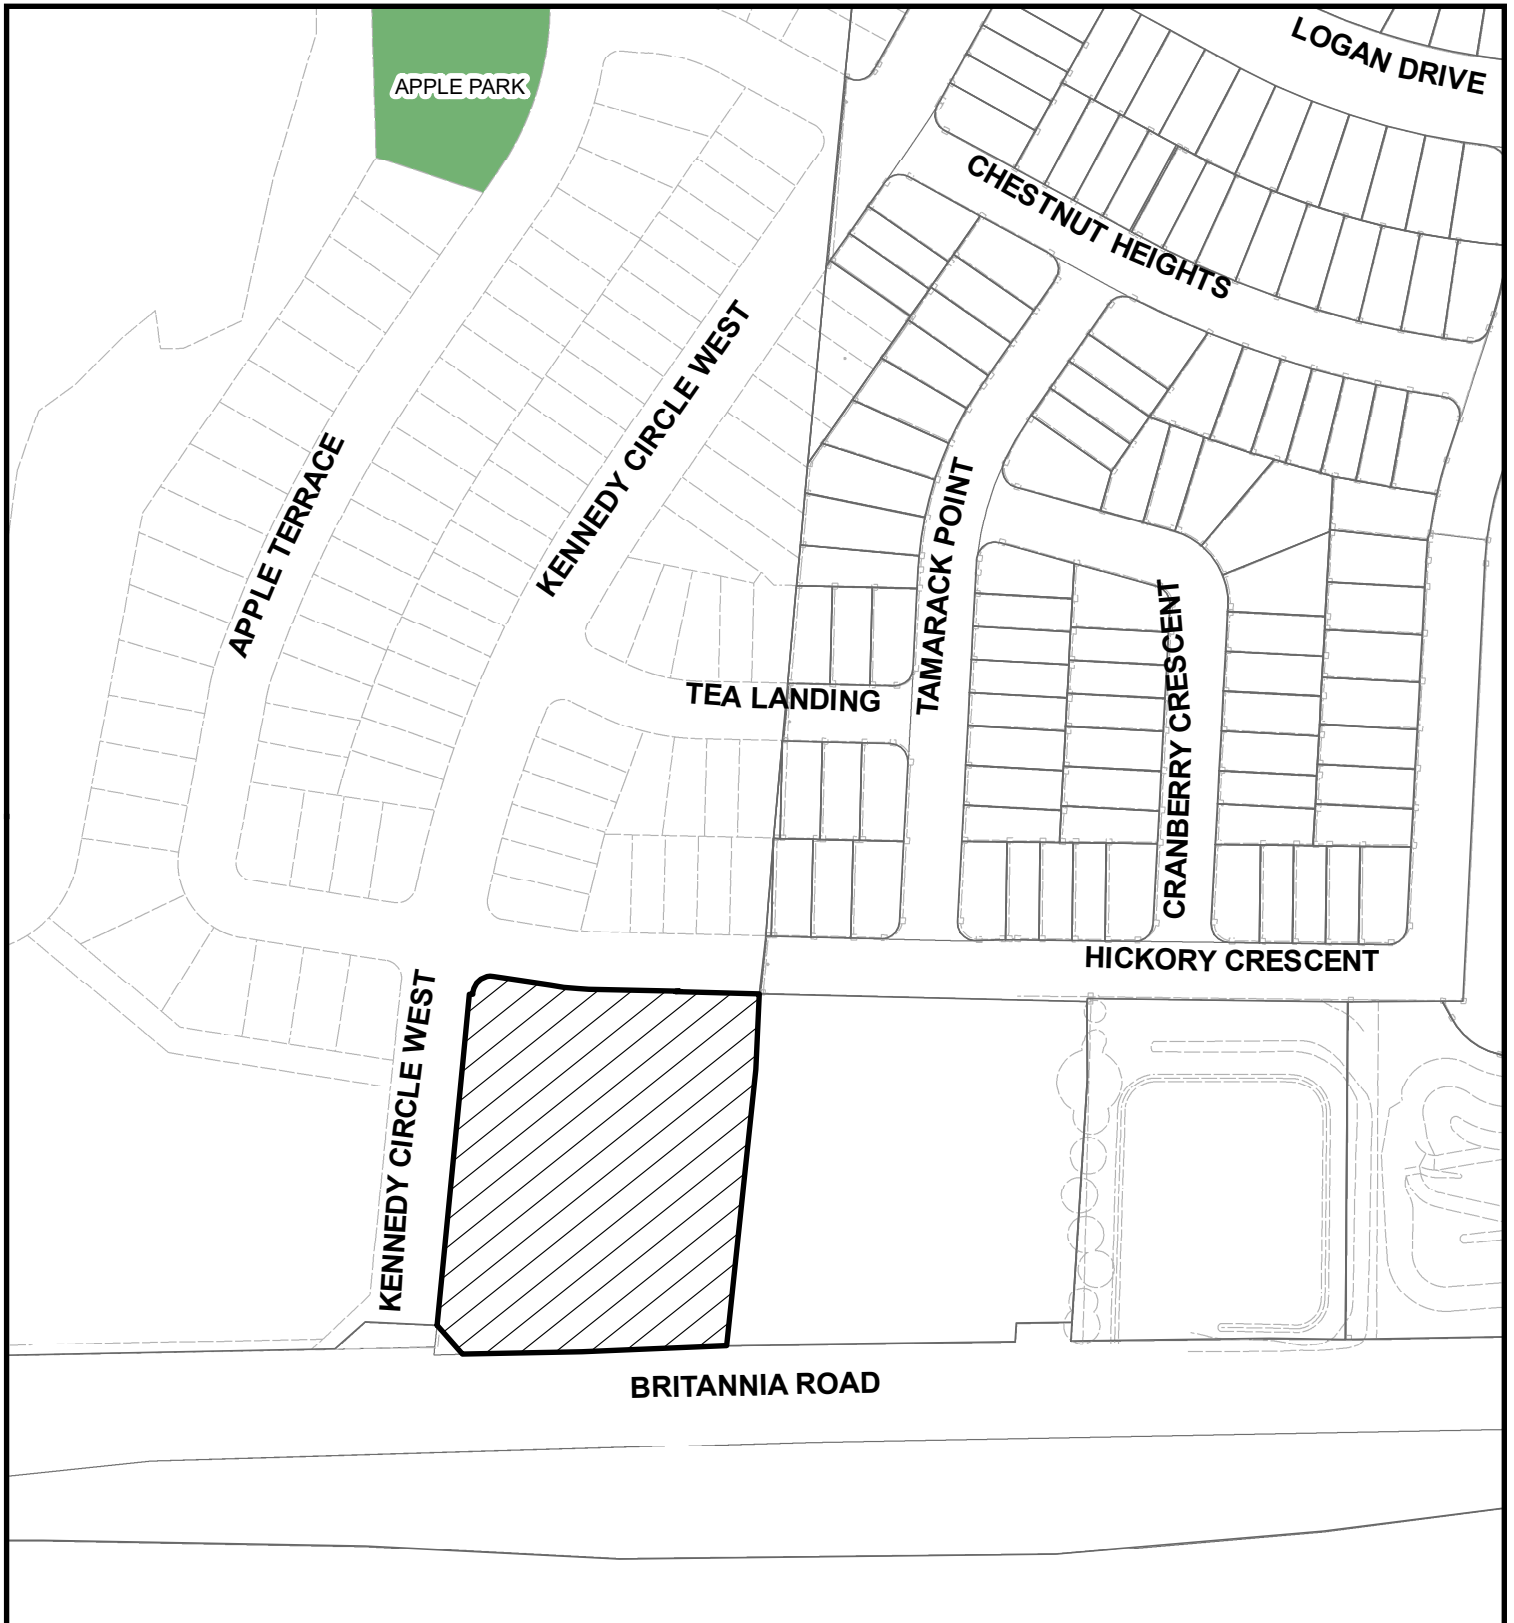 LOGAN DRIVE
APPLE PARK
CHESTNUT HEIGHTS
KENNEDY CIRCLE WEST
APPLE TERRACE
TAMARACK POINT
CRANBERRY CRESCENT
TEA LANDING
HICKORY CRESCENT
KENNEDY CIRCLE WEST
BRITANNIA ROAD